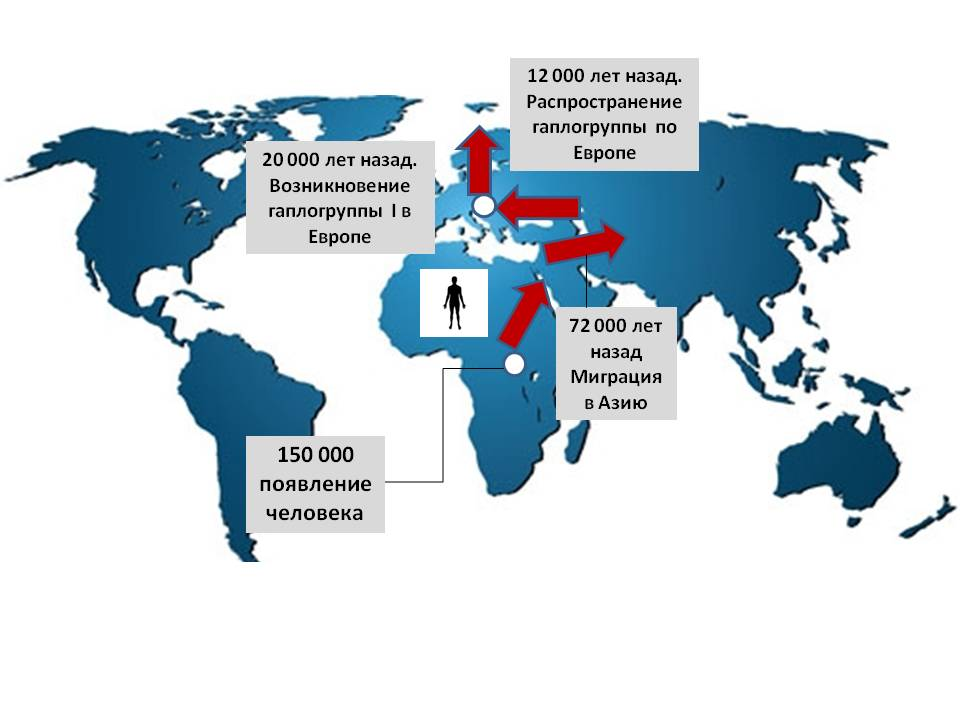 12 000 лет назад.
Распространение
гаплогруппы по
Европе
20 000 лет назад.
Возникновение
гаплогруппы I в
Европе
72 000 лет
назад
Миграция
в Азию
150 000
появление
человека